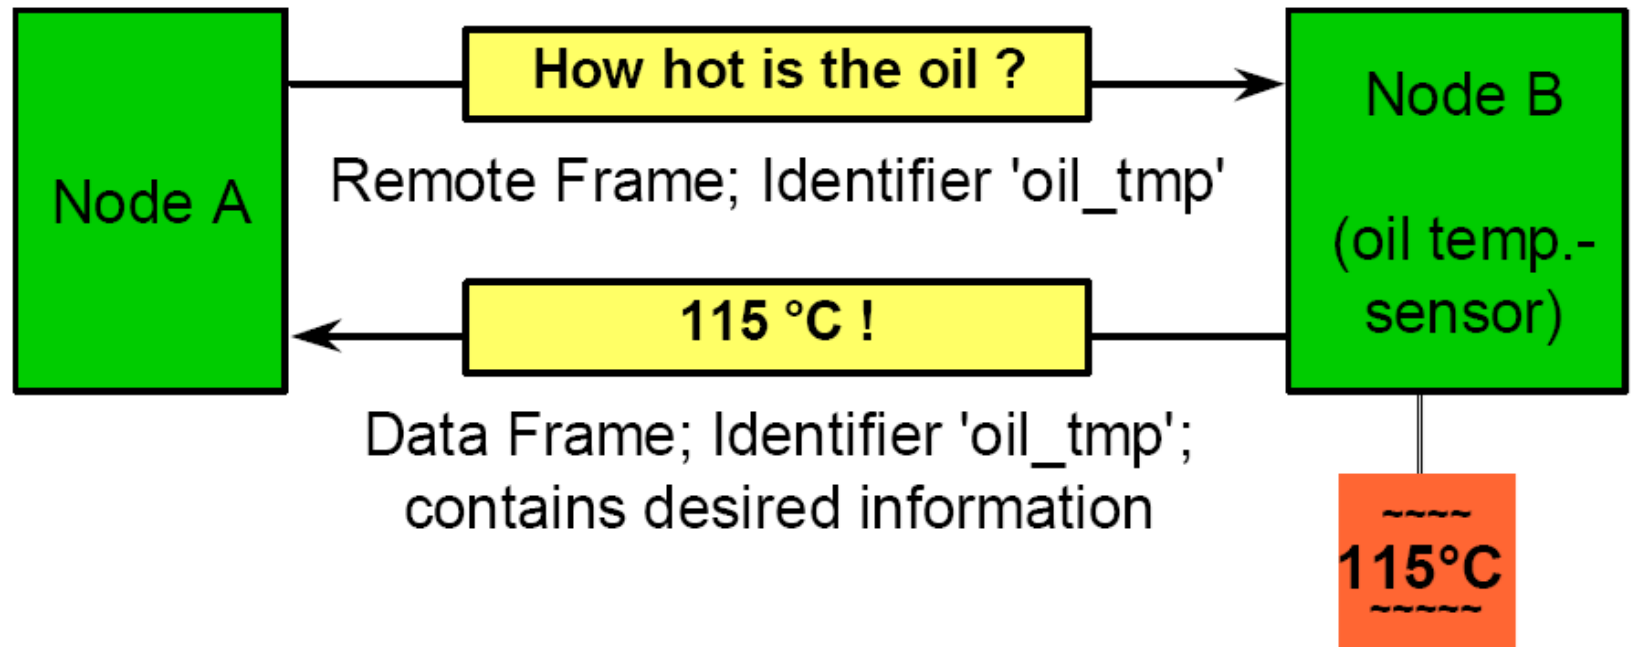 Node A
How hot is the oil ?
Remote Frame; Identifier 'oil_tmp'
115 °C !
Data Frame; Identifier 'oil_tmp';
contains desired information
Node B
(oil temp.-
sensor)
~~~~
115°C
~~~~~